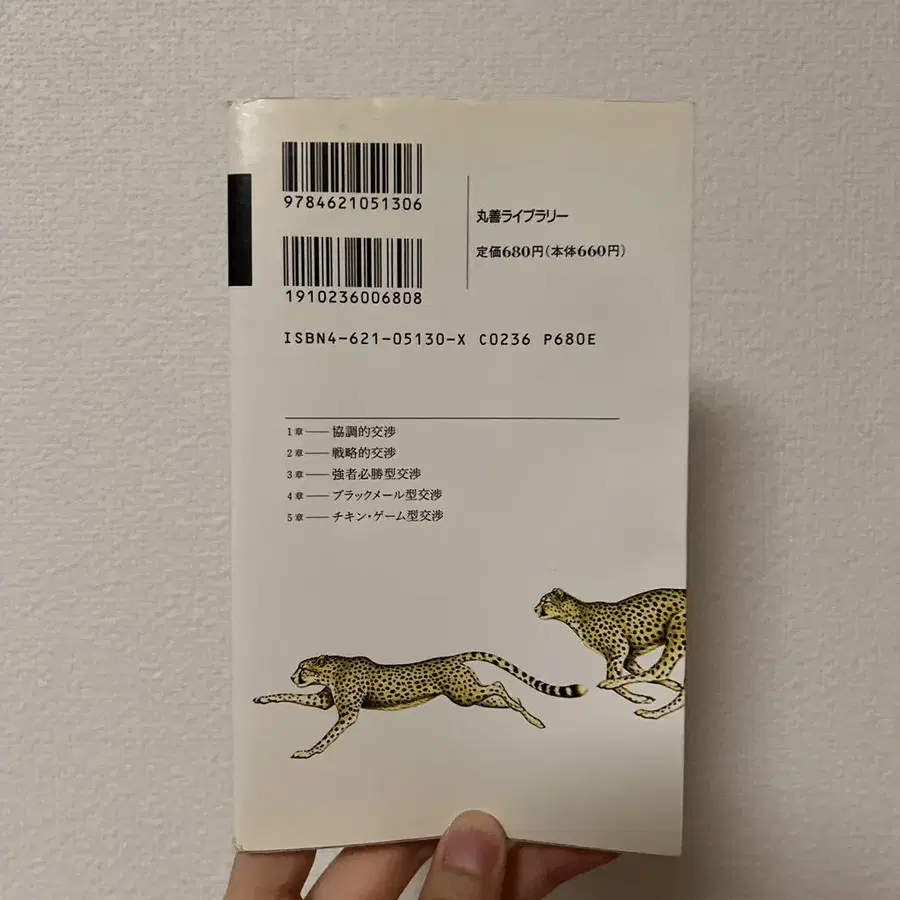 9784621051306
1910236006808
丸善ライブラリー
定価680円(本体660円)
ISBN4-621-05130-X C0236 P680E
1章──協調的交渉
2章──戦略的交渉
3章──強者必勝型交渉
4章──ブラックメール型交渉
5章──チキン・ゲーム型交渉